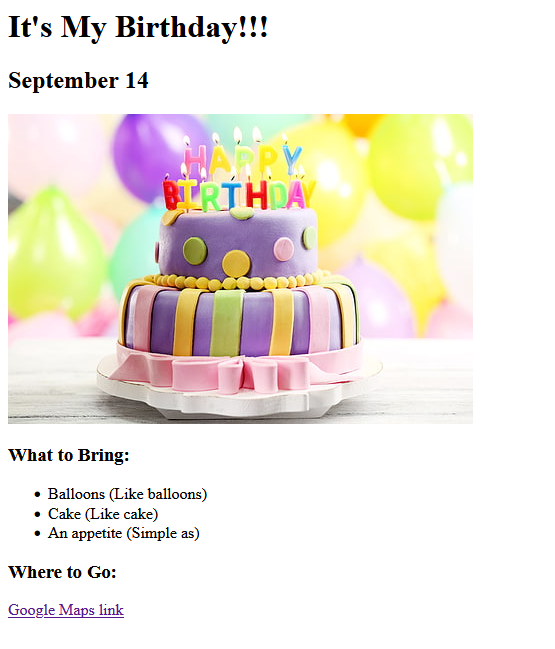 It's My Birthday!!!
September 14
HAPPY
BIRTHDAY
What to Bring:
Balloons (Like balloons)
Cake (Like cake)
An appetite (Simple as)
Where to Go:
Google Maps link